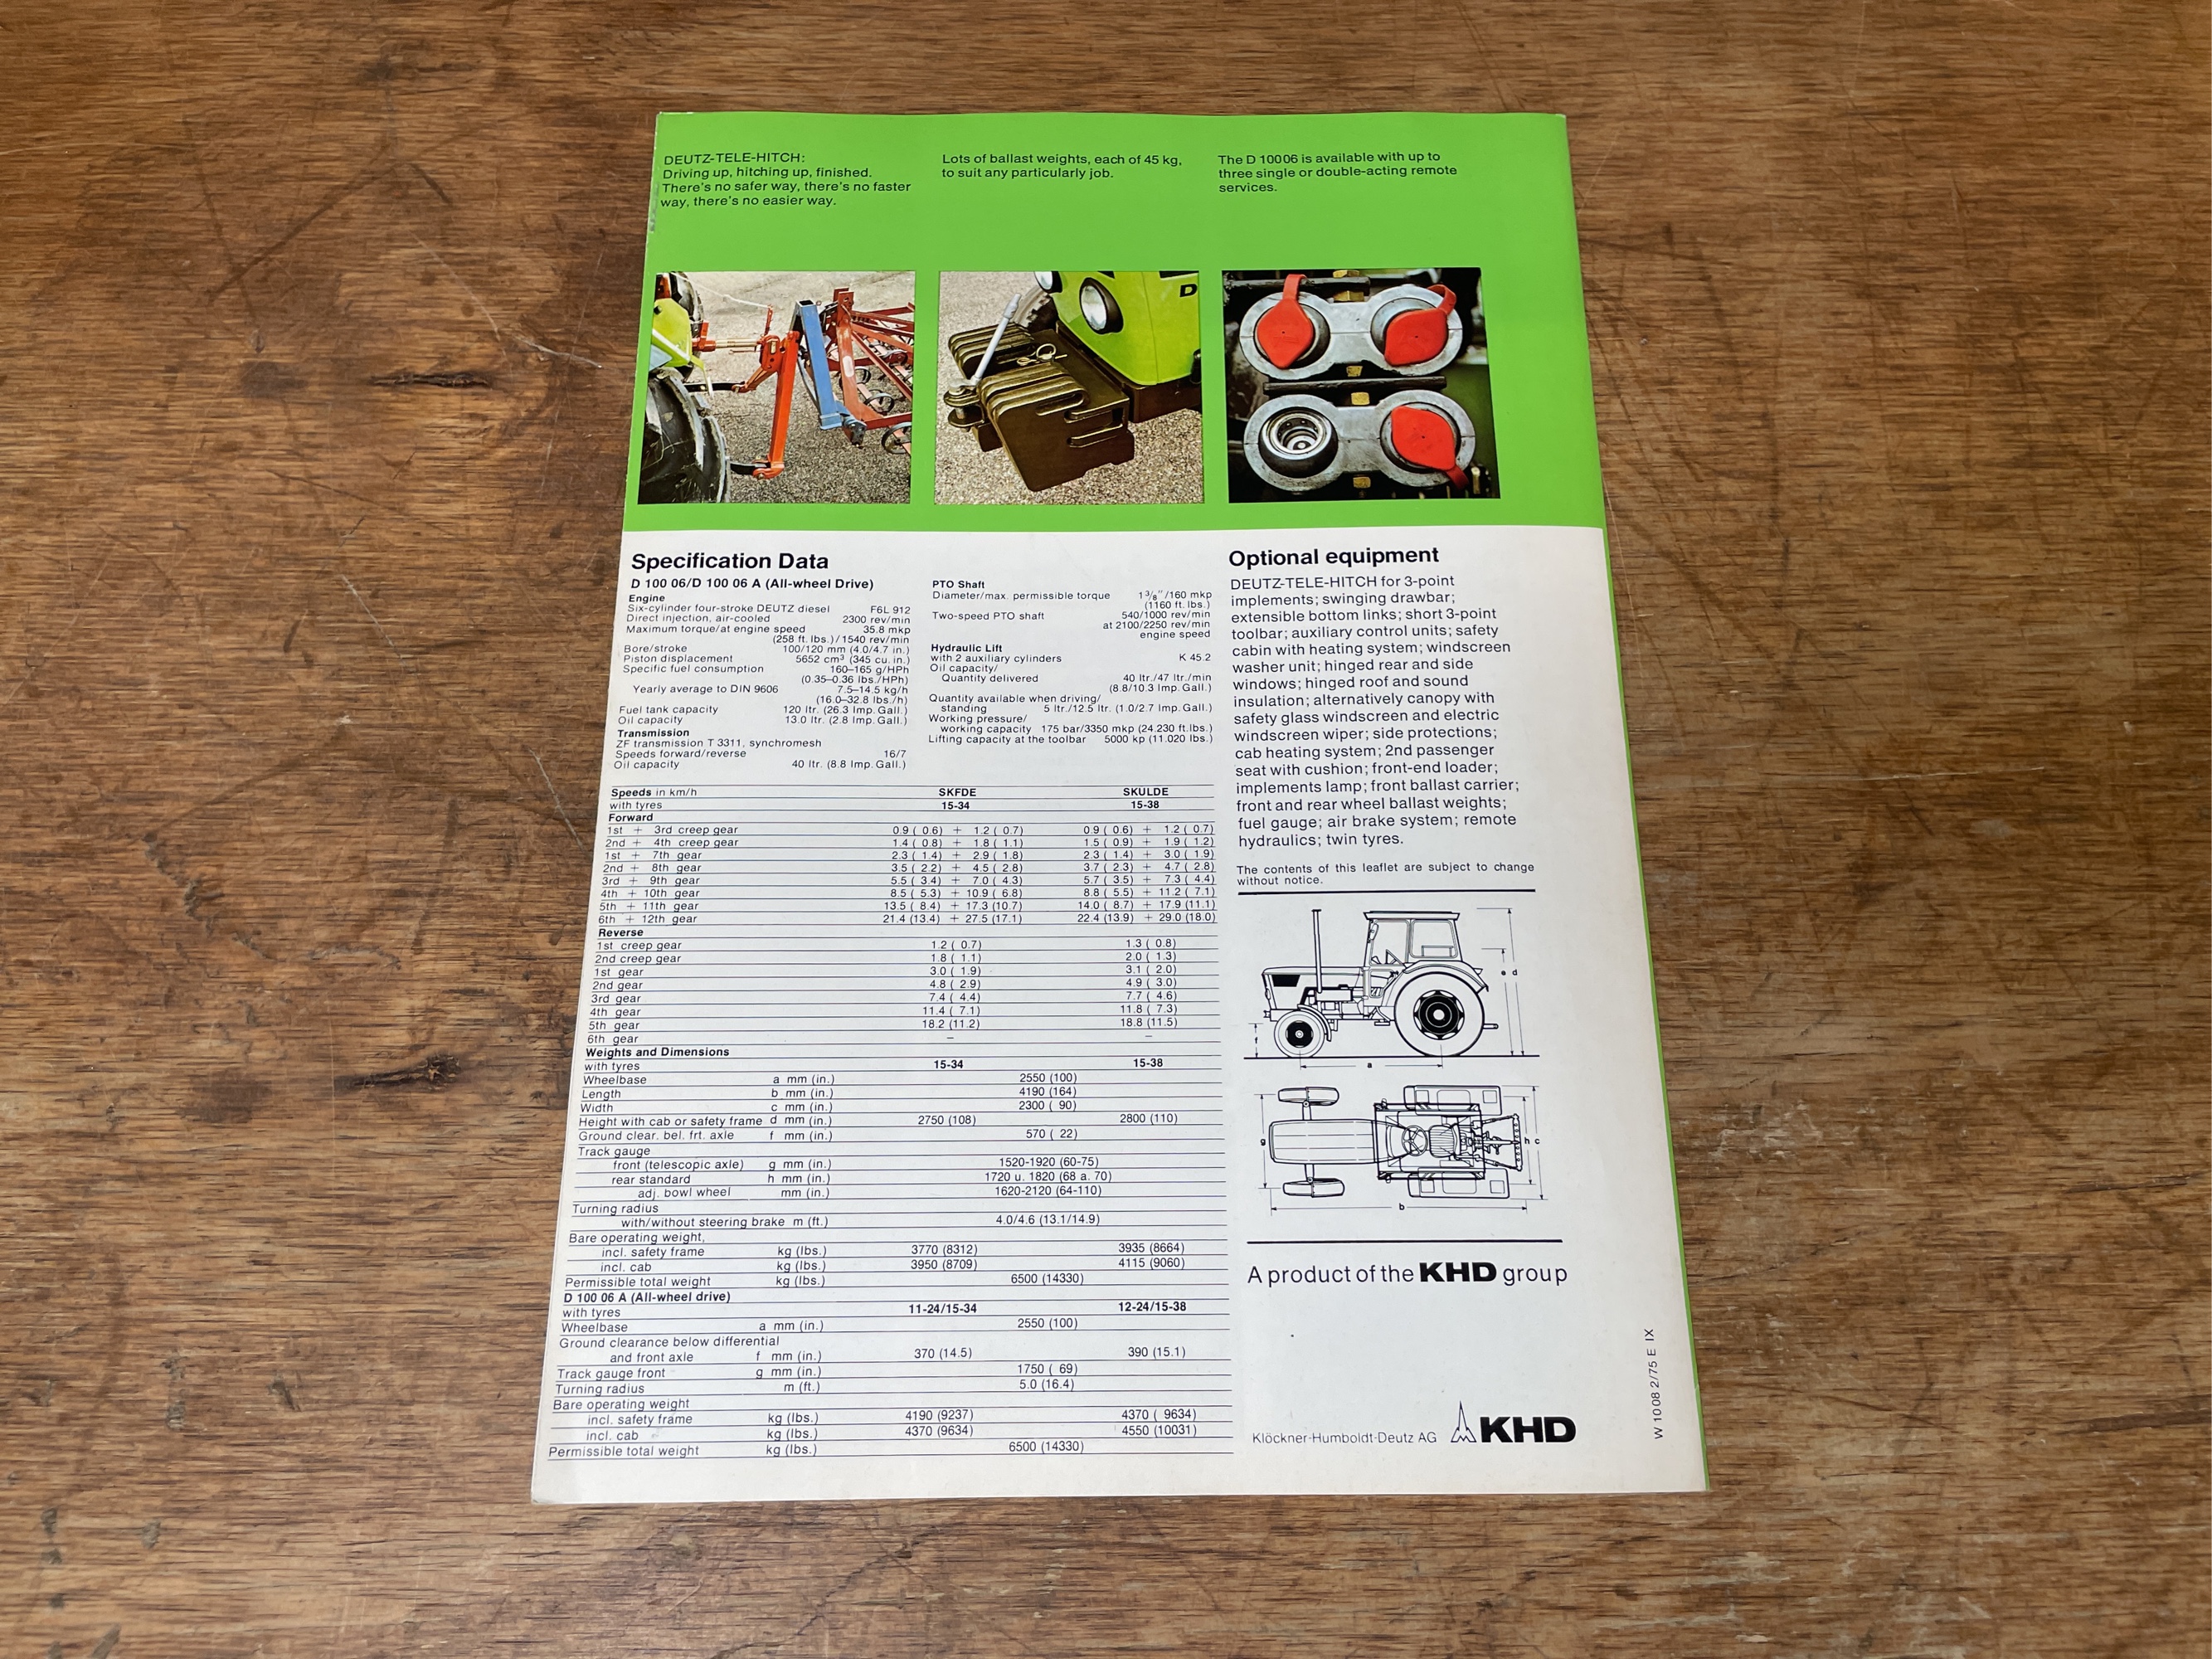 DEUTZ-TELE-HITCH:
Driving up, hitching up, finished.
There's no safer way, there's no faster
way, there's no easier way.
Lots of ballast weights, each of 45 kg,
to suit any particularly job.
The D 10006 is available with up to
three single or double-acting remote
services.
D
Specification Data
D 100 06/D 100 06 A (All-wheel Drive)
Engine
Six-cylinder four-stroke DEUTZ diesel F6L 912
Direct injection, air-cooled 2300 rev/min
Maximum torque/at engine speed 35.8 mkp
(258 ft. lbs.)/1540 rev/min
Bore/stroke 100/120 mm (4.0/4.7 in.)
Piston displacement 5652 cm³ (345 cu. in.)
Specific fuel consumption 160–165 g/HPh
(0.35–0.36 lbs./HPh)
Yearly average to DIN 9606 7.5–14.5 kg/h
(16.0–32.8 lbs./h)
Fuel tank capacity 120 ltr. (26.3 Imp. Gall.)
Oil capacity 13.0 ltr. (2.8 Imp. Gall.)
Transmission
ZF transmission T 3311, synchromesh
Speeds forward/reverse 16/7
Oil capacity 40 ltr. (8.8 Imp. Gall.)
PTO Shaft
Diameter/max. permissible torque 1³/₈"/160 mkp
(1160 ft. lbs.)
Two-speed PTO shaft 540/1000 rev/min
at 2100/2250 rev/min
engine speed
Hydraulic Lift
with 2 auxiliary cylinders K 45.2
Oil capacity/
Quantity delivered 40 ltr./47 ltr./min
(8.8/10.3 Imp. Gall.)
Quantity available when driving/
standing 5 ltr./12.5 ltr. (1.0/2.7 Imp. Gall.)
Working pressure/
working capacity 175 bar/3350 mkp (24.230 ft.lbs.)
Lifting capacity at the toolbar 5000 kp (11.020 lbs.)
Speeds in km/h SKFDE SKULDE
with tyres 15-34 15-38
Forward
1st + 3rd creep gear 0.9 ( 0.6) + 1.2 ( 0.7) 0.9 ( 0.6) + 1.2 ( 0.7)
2nd + 4th creep gear 1.4 ( 0.8) + 1.8 ( 1.1) 1.5 ( 0.9) + 1.9 ( 1.2)
1st + 7th gear 2.3 ( 1.4) + 2.9 ( 1.8) 2.3 ( 1.4) + 3.0 ( 1.9)
2nd + 8th gear 3.5 ( 2.2) + 4.5 ( 2.8) 3.7 ( 2.3) + 4.7 ( 2.8)
3rd + 9th gear 5.5 ( 3.4) + 7.0 ( 4.3) 5.7 ( 3.5) + 7.3 ( 4.4)
4th + 10th gear 8.5 ( 5.3) + 10.9 ( 6.8) 8.8 ( 5.5) + 11.2 ( 7.1)
5th + 11th gear 13.5 ( 8.4) + 17.3 (10.7) 14.0 ( 8.7) + 17.9 (11.1)
6th + 12th gear 21.4 (13.4) + 27.5 (17.1) 22.4 (13.9) + 29.0 (18.0)
Reverse
1st creep gear 1.2 ( 0.7) 1.3 ( 0.8)
2nd creep gear 1.8 ( 1.1) 2.0 ( 1.3)
1st gear 3.0 ( 1.9) 3.1 ( 2.0)
2nd gear 4.8 ( 2.9) 4.9 ( 3.0)
3rd gear 7.4 ( 4.4) 7.7 ( 4.6)
4th gear 11.4 ( 7.1) 11.8 ( 7.3)
5th gear 18.2 (11.2) 18.8 (11.5)
6th gear – –
Weights and Dimensions
with tyres 15-34 15-38
Wheelbase a mm (in.) 2550 (100)
Length b mm (in.) 4190 (164)
Width c mm (in.) 2300 ( 90)
Height with cab or safety frame d mm (in.) 2750 (108) 2800 (110)
Ground clear. bel. frt. axle f mm (in.) 570 ( 22)
Track gauge
front (telescopic axle) g mm (in.) 1520-1920 (60-75)
rear standard h mm (in.) 1720 u. 1820 (68 a. 70)
adj. bowl wheel mm (in.) 1620-2120 (64-110)
Turning radius
with/without steering brake m (ft.) 4.0/4.6 (13.1/14.9)
Bare operating weight,
incl. safety frame kg (lbs.) 3770 (8312) 3935 (8664)
incl. cab kg (lbs.) 3950 (8709) 4115 (9060)
Permissible total weight kg (lbs.) 6500 (14330)
D 100 06 A (All-wheel drive)
with tyres 11-24/15-34 12-24/15-38
Wheelbase a mm (in.) 2550 (100)
Ground clearance below differential
and front axle f mm (in.) 370 (14.5) 390 (15.1)
Track gauge front g mm (in.) 1750 ( 69)
Turning radius m (ft.) 5.0 (16.4)
Bare operating weight
incl. safety frame kg (lbs.) 4190 (9237) 4370 ( 9634)
incl. cab kg (lbs.) 4370 (9634) 4550 (10031)
Permissible total weight kg (lbs.) 6500 (14330)
Optional equipment
DEUTZ-TELE-HITCH for 3-point
implements; swinging drawbar;
extensible bottom links; short 3-point
toolbar; auxiliary control units; safety
cabin with heating system; windscreen
washer unit; hinged rear and side
windows; hinged roof and sound
insulation; alternatively canopy with
safety glass windscreen and electric
windscreen wiper; side protections;
cab heating system; 2nd passenger
seat with cushion; front-end loader;
implements lamp; front ballast carrier;
front and rear wheel ballast weights;
fuel gauge; air brake system; remote
hydraulics; twin tyres.
The contents of this leaflet are subject to change
without notice.
e d
f
a
g
h c
b
A product of the KHD group
Klöckner-Humboldt-Deutz AG KHD
W 1008 2/75 E IX